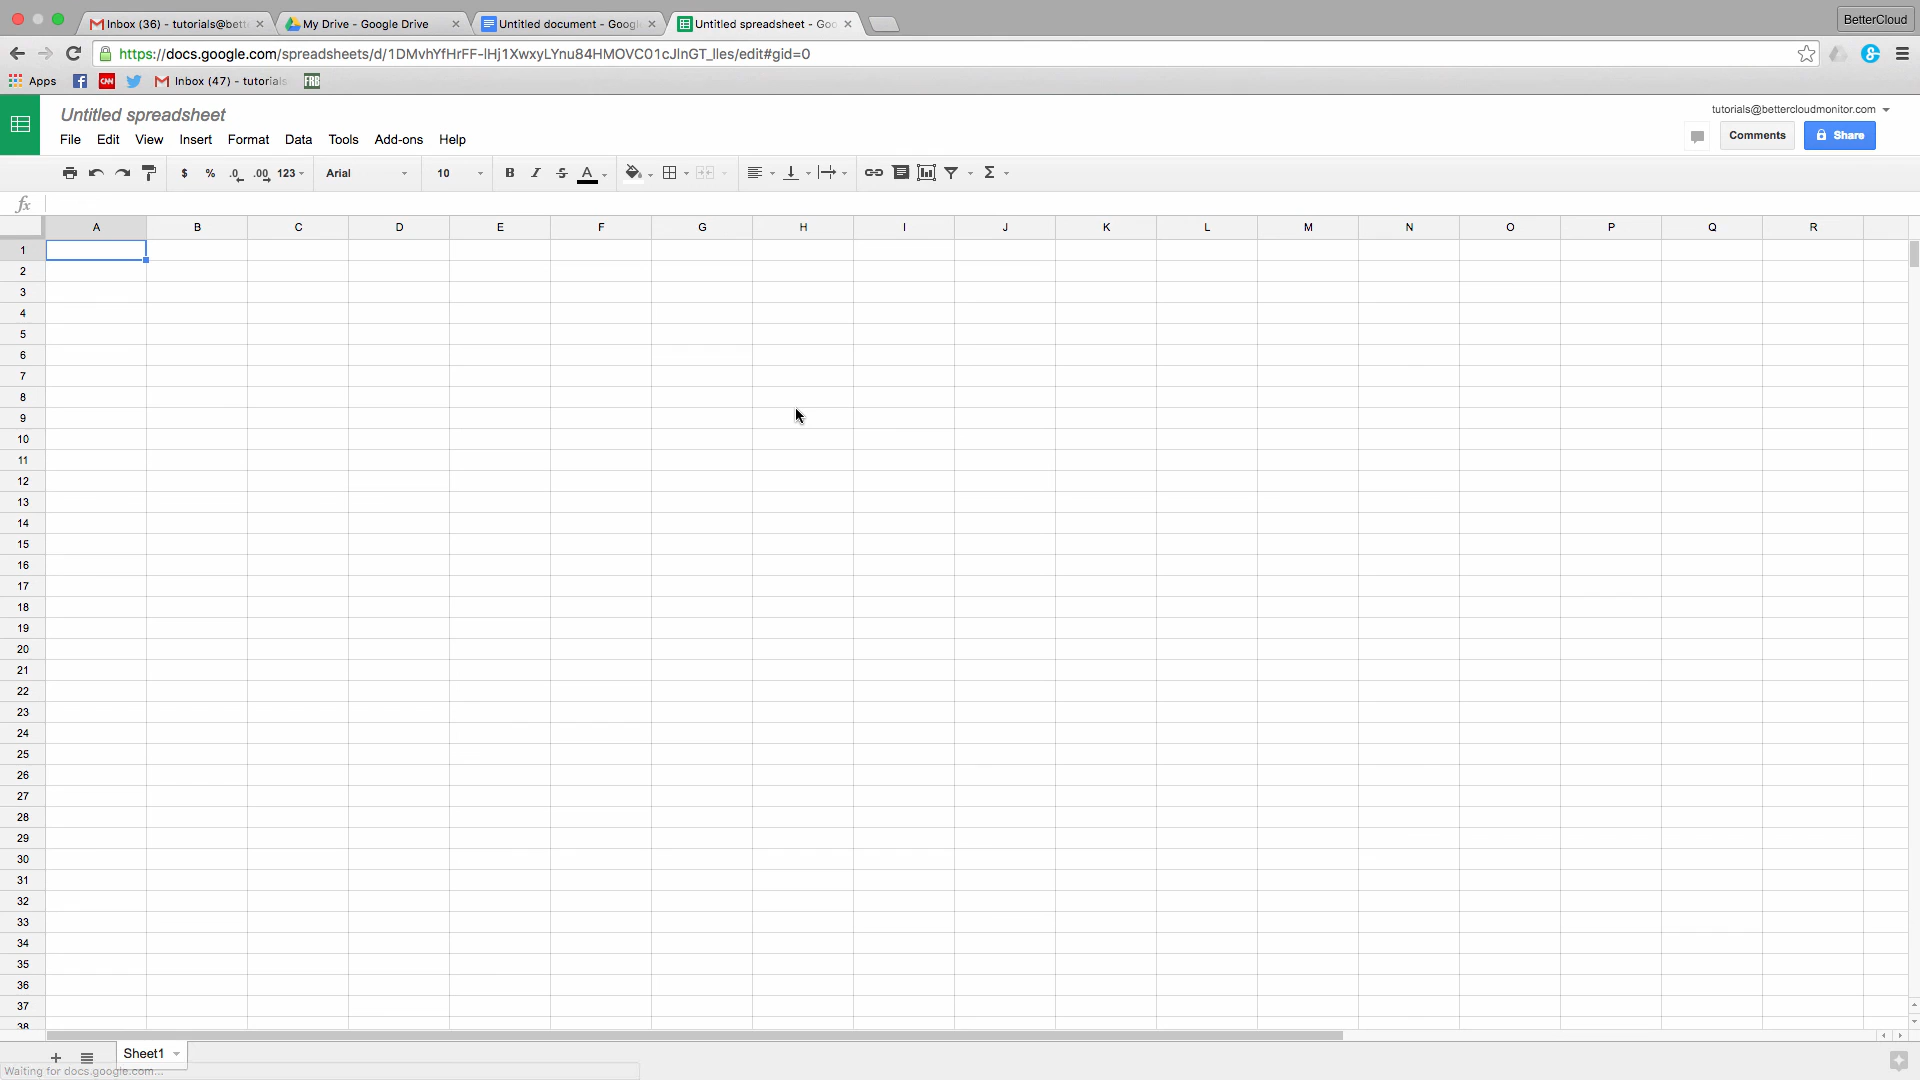 Inbox (36) - tutorials@bett
My Drive - Google Drive
Untitled document - Googl
Untitled spreadsheet - Goo
BetterCloud
https://docs.google.com/spreadsheets/d/1DMvhYfHrFF-lHj1XwxyLYnu84HMOVC01cJlnGT_lles/edit#gid=0
Apps
CNN
Inbox (47) - tutorials
FRB
Untitled spreadsheet
tutorials@bettercloudmonitor.com
File Edit View Insert Format Data Tools Add-ons Help
Comments
Share
$ % .0 .00 123 Arial 10 B I S A Σ
fx
A B C D E F G H I J K L M N O P Q R
1
2
3
4
5
6
7
8
9
10
11
12
13
14
15
16
17
18
19
20
21
22
23
24
25
26
27
28
29
30
31
32
33
34
35
36
37
38
+ Sheet1
Waiting for docs.google.com...